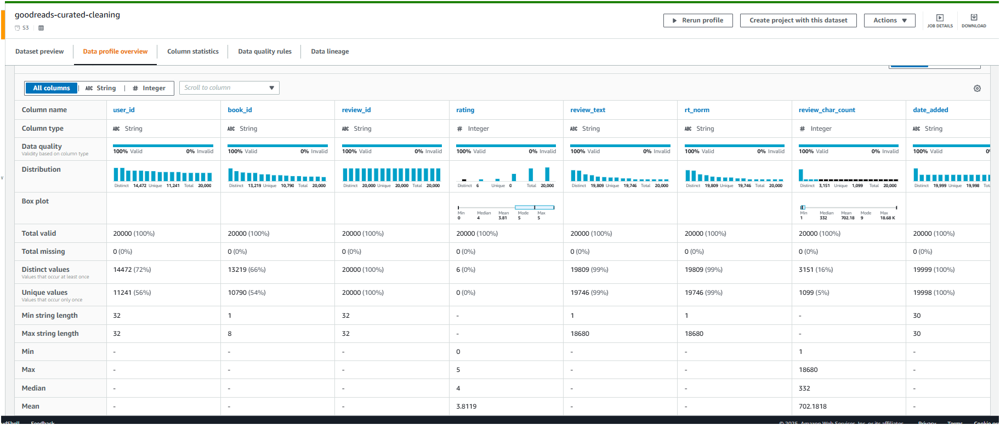 goodreads-curated-cleaning
S3
Rerun profile Create project with this dataset Actions JOB DETAILS DOWNLOAD
Dataset preview Data profile overview Column statistics Data quality rules Data lineage
All columns ABC String # Integer Scroll to column
Column name user_id book_id review_id rating review_text rt_norm review_char_count date_added
Column type ABC String ABC String ABC String # Integer ABC String ABC String # Integer ABC String
Data quality
Validity based on column type
100% Valid 0% Invalid 100% Valid 0% Invalid 100% Valid 0% Invalid 100% Valid 0% Invalid 100% Valid 0% Invalid 100% Valid 0% Invalid 100% Valid 0% Invalid 100% Valid
Distribution
Distinct 14,472 Unique 11,241 Total 20,000 Distinct 13,219 Unique 10,790 Total 20,000 Distinct 20,000 Unique 20,000 Total 20,000 Distinct 6 Unique 0 Total 20,000 Distinct 19,809 Unique 19,746 Total 20,000 Distinct 19,809 Unique 19,746 Total 20,000 Distinct 3,151 Unique 1,099 Total 20,000 Distinct 19,999 Unique 19,998
Box plot
Min Median Mean Mode Max Min Median Mean Mode Max
0 4 3.81 5 5 1 332 702.18 9 18.68 K
Total valid 20000 (100%) 20000 (100%) 20000 (100%) 20000 (100%) 20000 (100%) 20000 (100%) 20000 (100%) 20000 (100%)
Total missing 0 (0%) 0 (0%) 0 (0%) 0 (0%) 0 (0%) 0 (0%) 0 (0%) 0 (0%)
Distinct values 14472 (72%) 13219 (66%) 20000 (100%) 6 (0%) 19809 (99%) 19809 (99%) 3151 (16%) 19999 (100%)
Values that occur at least once
Unique values 11241 (56%) 10790 (54%) 20000 (100%) 0 (0%) 19746 (99%) 19746 (99%) 1099 (5%) 19998 (100%)
Values that occur only once
Min string length 32 1 32 - 1 1 - 30
Max string length 32 8 32 - 18680 18680 - 30
Min - - - 0 - - 1 -
Max - - - 5 - - 18680 -
Median - - - 4 - - 332 -
Mean - - - 3.8119 - - 702.1818 -
Feedback © 2025, Amazon Web Services, Inc. or its affiliates. Privacy Terms